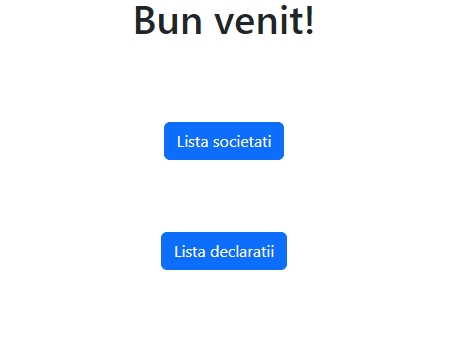 Bun venit!
Lista societati
Lista declaratii